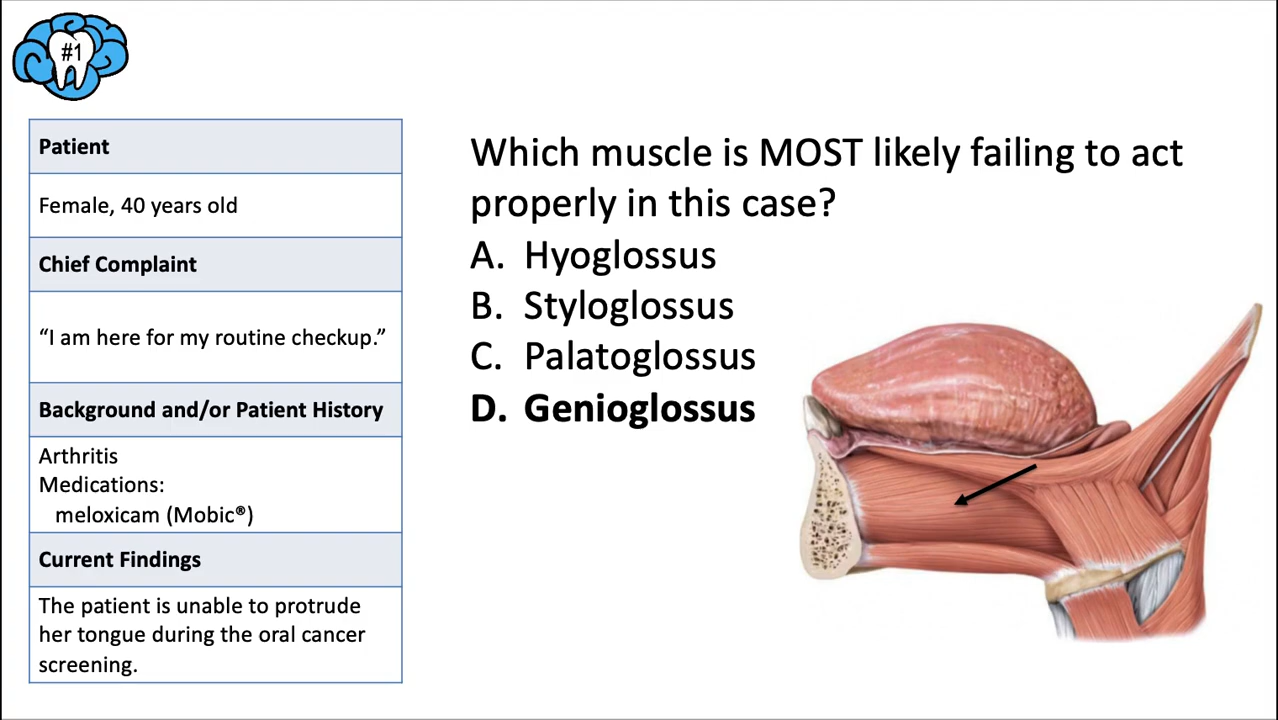 #1
Patient
Female, 40 years old
Chief Complaint
“I am here for my routine checkup.”
Background and/or Patient History
Arthritis
Medications:
meloxicam (Mobic®)
Current Findings
The patient is unable to protrude
her tongue during the oral cancer
screening.
Which muscle is MOST likely failing to act
properly in this case?
A. Hyoglossus
B. Styloglossus
C. Palatoglossus
D. Genioglossus